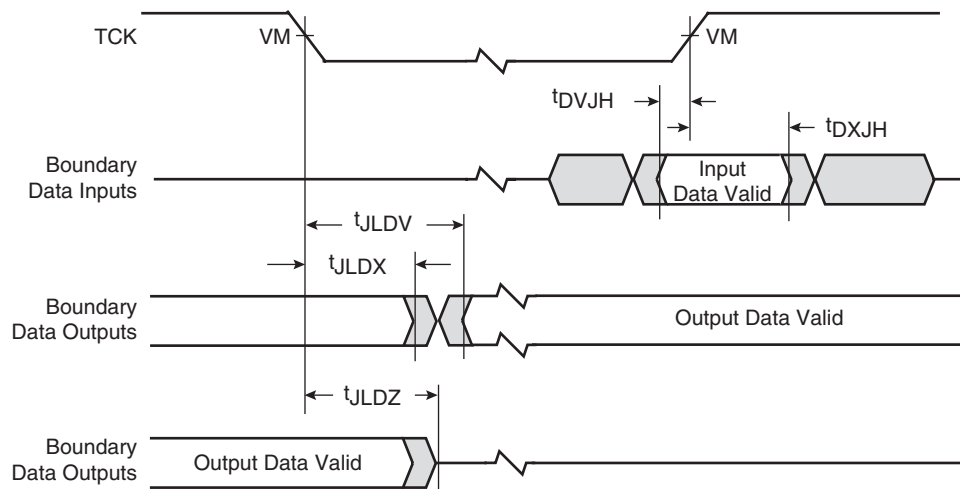 TCK
VM
VM
tDVJH
tDXJH
Boundary
Data Inputs
Input
Data Valid
tJLDV
tJLDX
Boundary
Data Outputs
Output Data Valid
tJLDZ
Boundary
Data Outputs
Output Data Valid